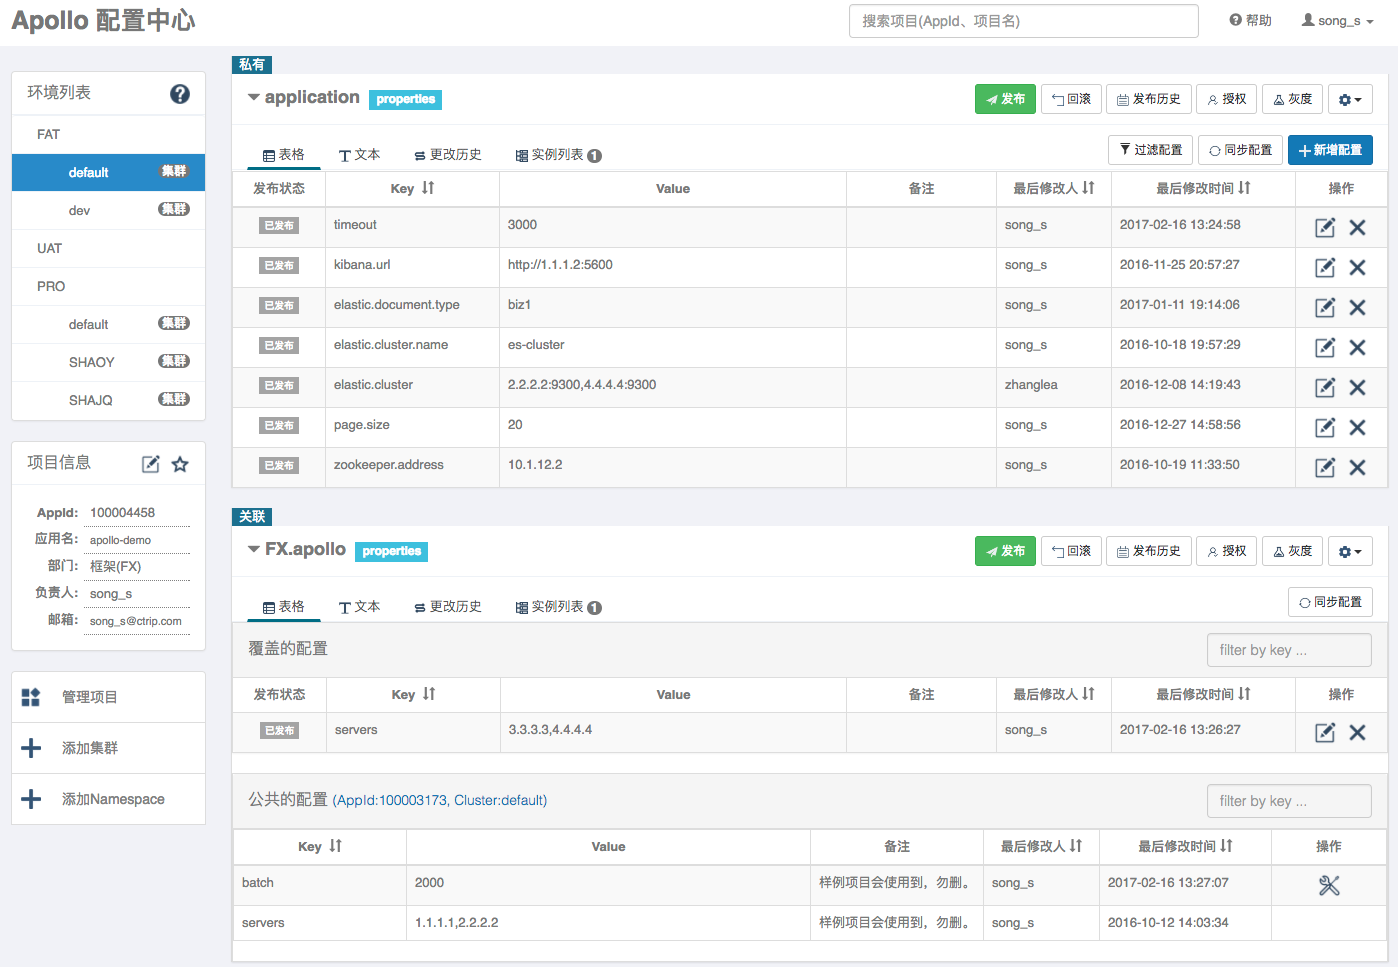 Apollo 配置中心
搜索项目(AppId、项目名)
帮助
song_s
环境列表
FAT
default 集群
dev 集群
UAT
PRO
default 集群
SHAOY 集群
SHAJQ 集群
项目信息
AppId: 100004458
应用名: apollo-demo
部门: 框架(FX)
负责人: song_s
邮箱: song_s@ctrip.com
管理项目
添加集群
添加Namespace
私有
application properties
发布 回滚 发布历史 授权 灰度
表格 文本 更改历史 实例列表 1
过滤配置 同步配置 新增配置
发布状态 Key Value 备注 最后修改人 最后修改时间 操作
已发布 timeout 3000 song_s 2017-02-16 13:24:58
已发布 kibana.url http://1.1.1.2:5600 song_s 2016-11-25 20:57:27
已发布 elastic.document.type biz1 song_s 2017-01-11 19:14:06
已发布 elastic.cluster.name es-cluster song_s 2016-10-18 19:57:29
已发布 elastic.cluster 2.2.2.2:9300,4.4.4.4:9300 zhanglea 2016-12-08 14:19:43
已发布 page.size 20 song_s 2016-12-27 14:58:56
已发布 zookeeper.address 10.1.12.2 song_s 2016-10-19 11:33:50
关联
FX.apollo properties
发布 回滚 发布历史 授权 灰度
表格 文本 更改历史 实例列表 1
同步配置
覆盖的配置 filter by key ...
发布状态 Key Value 备注 最后修改人 最后修改时间 操作
已发布 servers 3.3.3.3,4.4.4.4 song_s 2017-02-16 13:26:27
公共的配置 (AppId:100003173, Cluster:default) filter by key ...
Key Value 备注 最后修改人 最后修改时间 操作
batch 2000 样例项目会使用到，勿删。 song_s 2017-02-16 13:27:07
servers 1.1.1.1,2.2.2.2 样例项目会使用到，勿删。 song_s 2016-10-12 14:03:34